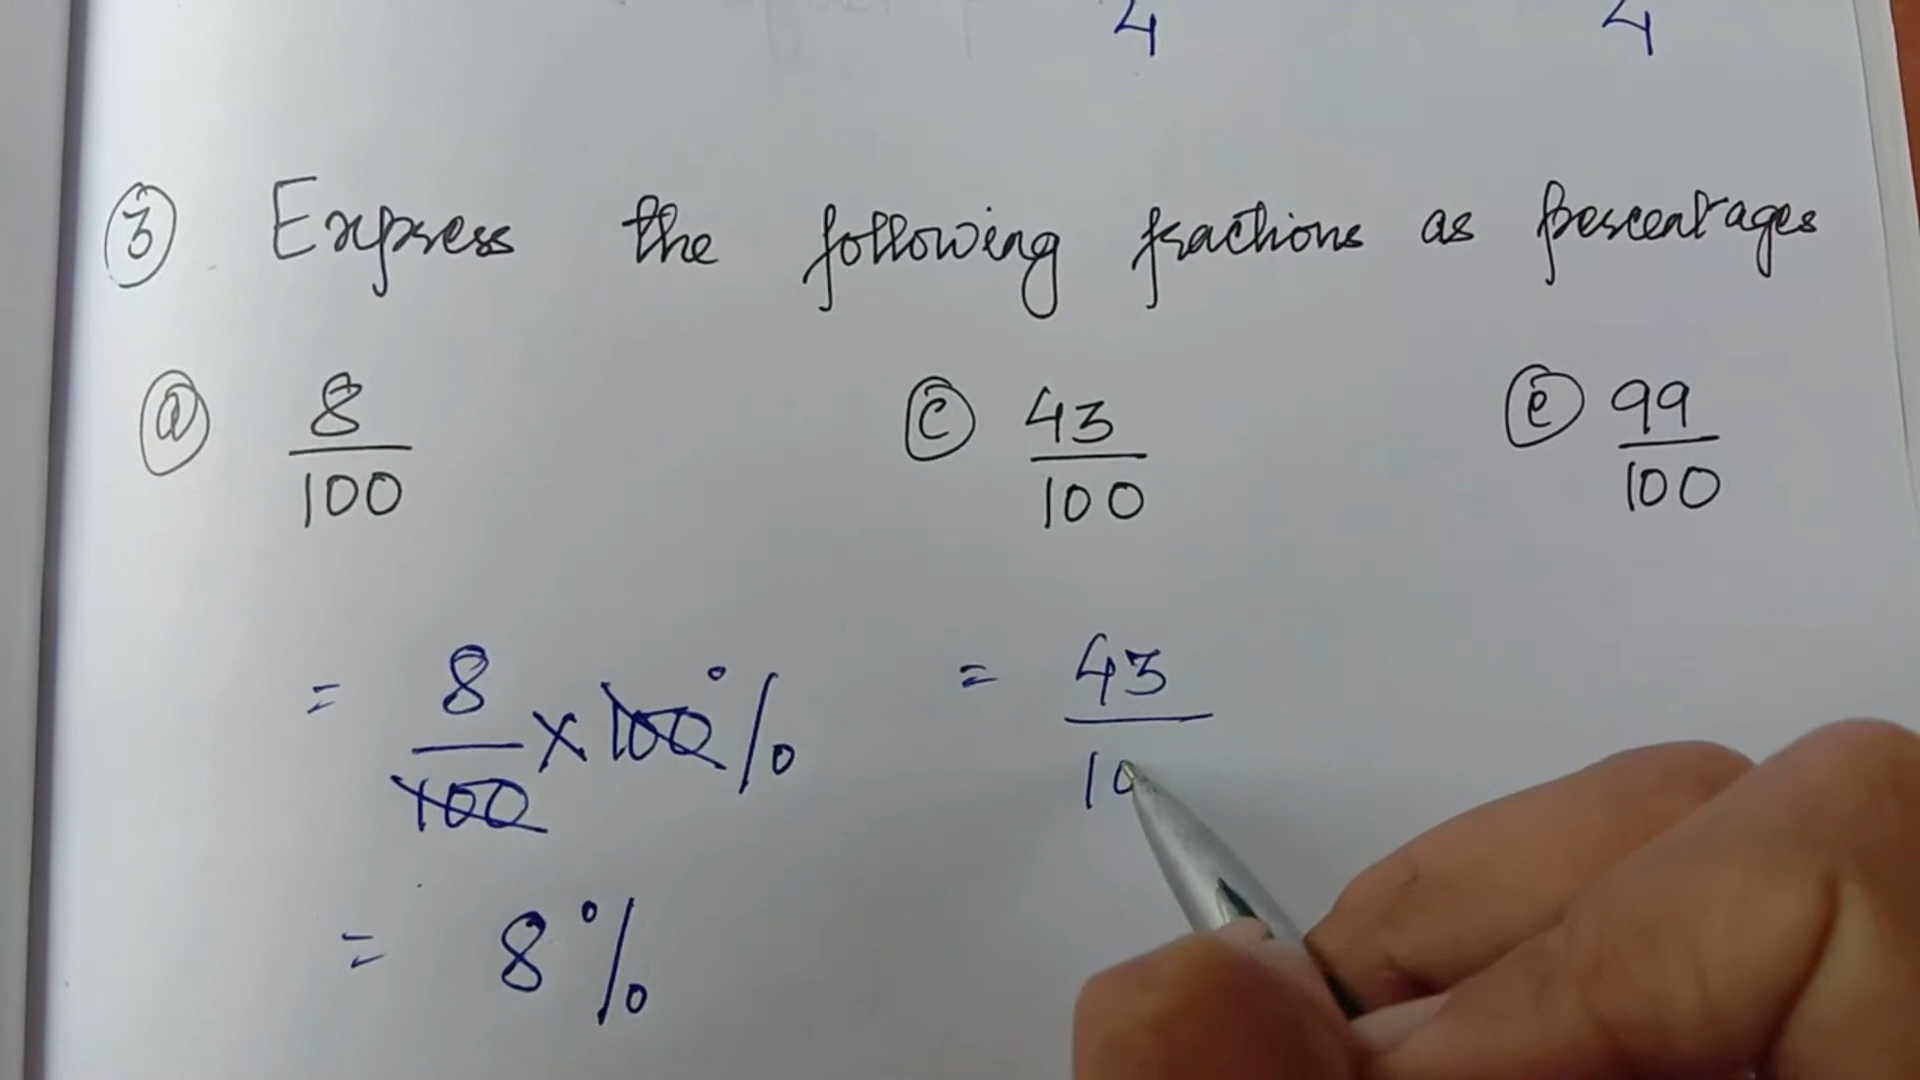 4 4
③ Express the following fractions as percentages
ⓐ 8/100 ⓒ 43/100 ⓔ 99/100
= 8/100 × 100 % = 43/10
= 8 %